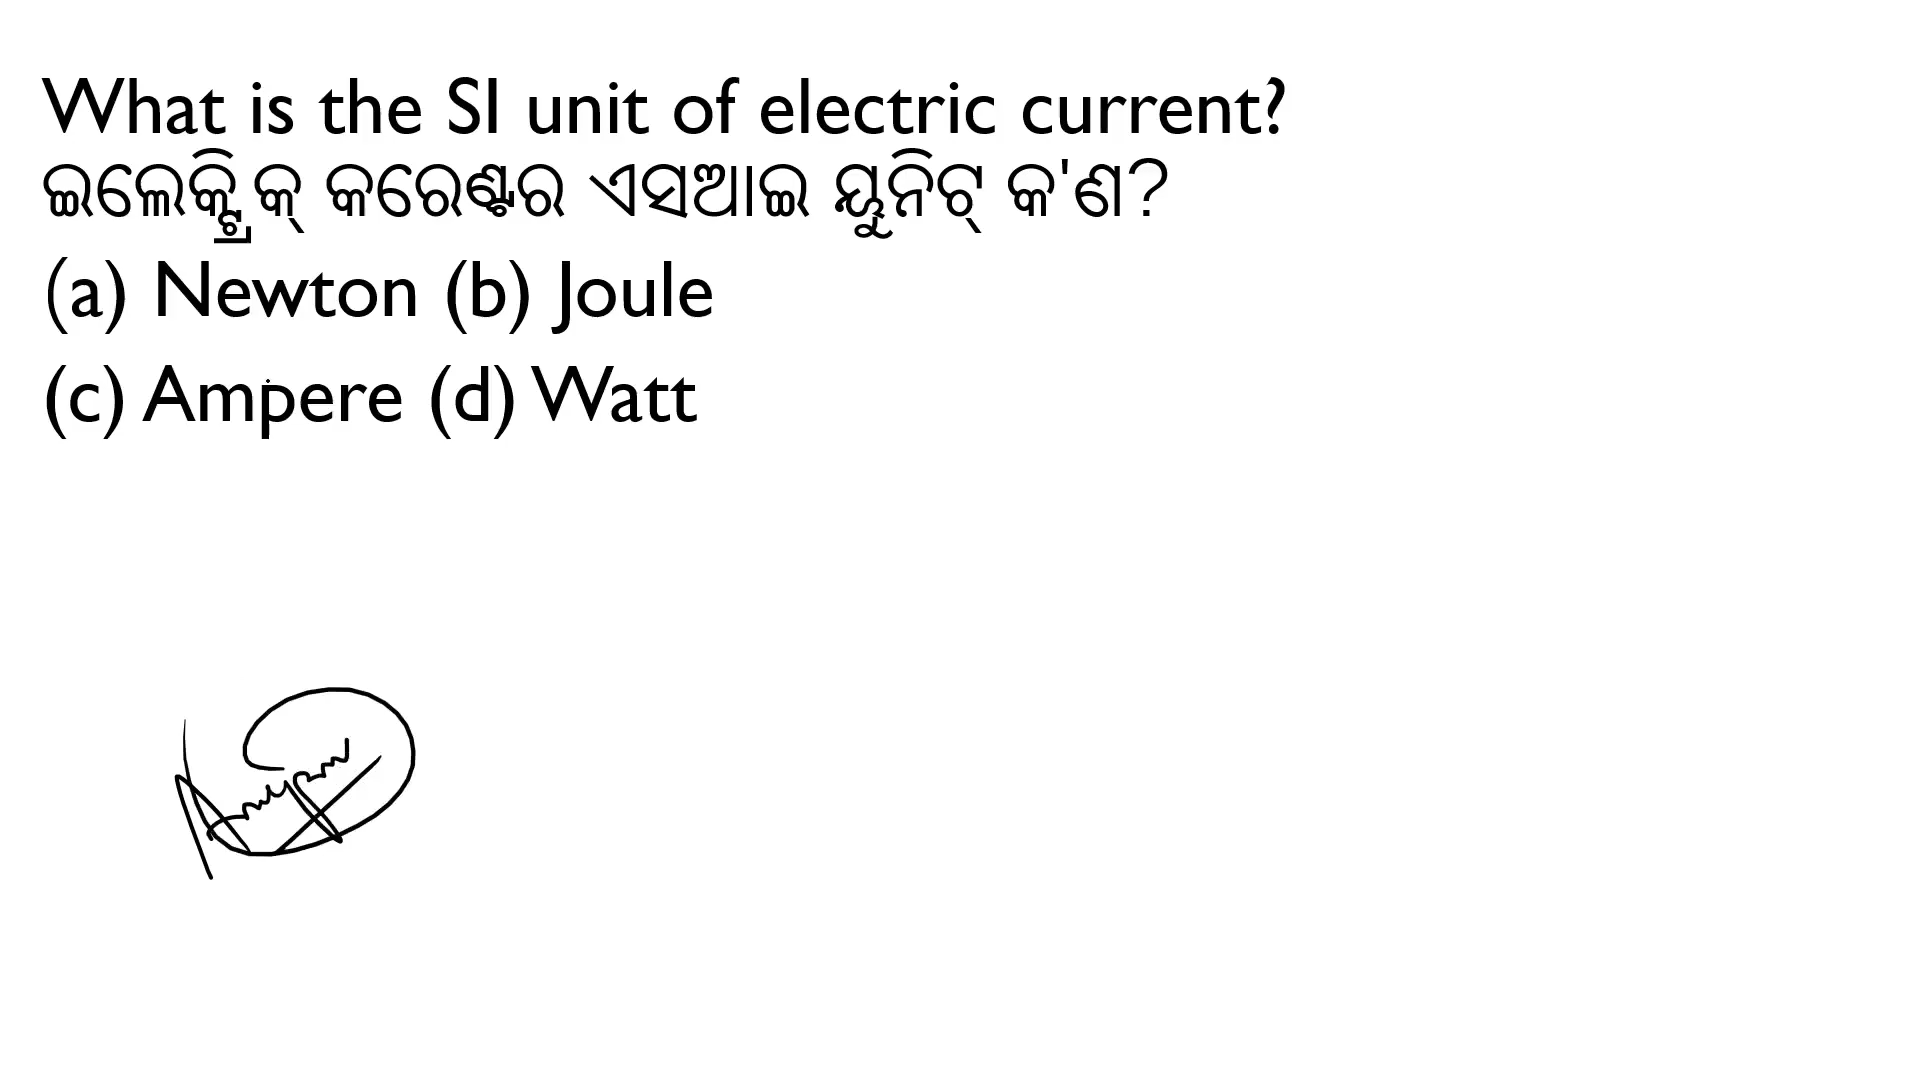 What is the SI unit of electric current?
ଇଲେକ୍ଟ୍ରିକ୍ କରେଣ୍ଟର ଏସଆଇ ୟୁନିଟ୍ କ'ଣ?
(a) Newton (b) Joule
(c) Ampere (d) Watt